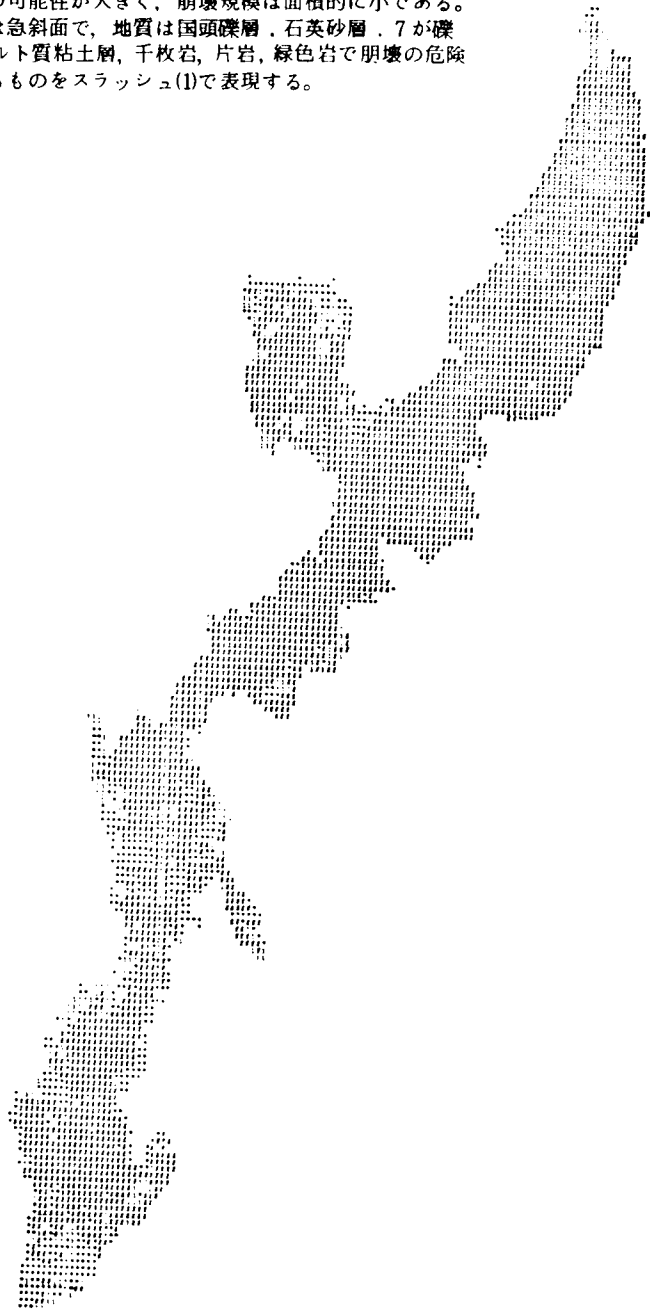 の可能性が大きく，崩壊規模は面積的に小である。
急斜面で，地質は国頭礫層．石英砂層．7が礫
ルト質粘土層，千枚岩，片岩，緑色岩で崩壊の危険
ものをスラッシュ(1)で表現する。